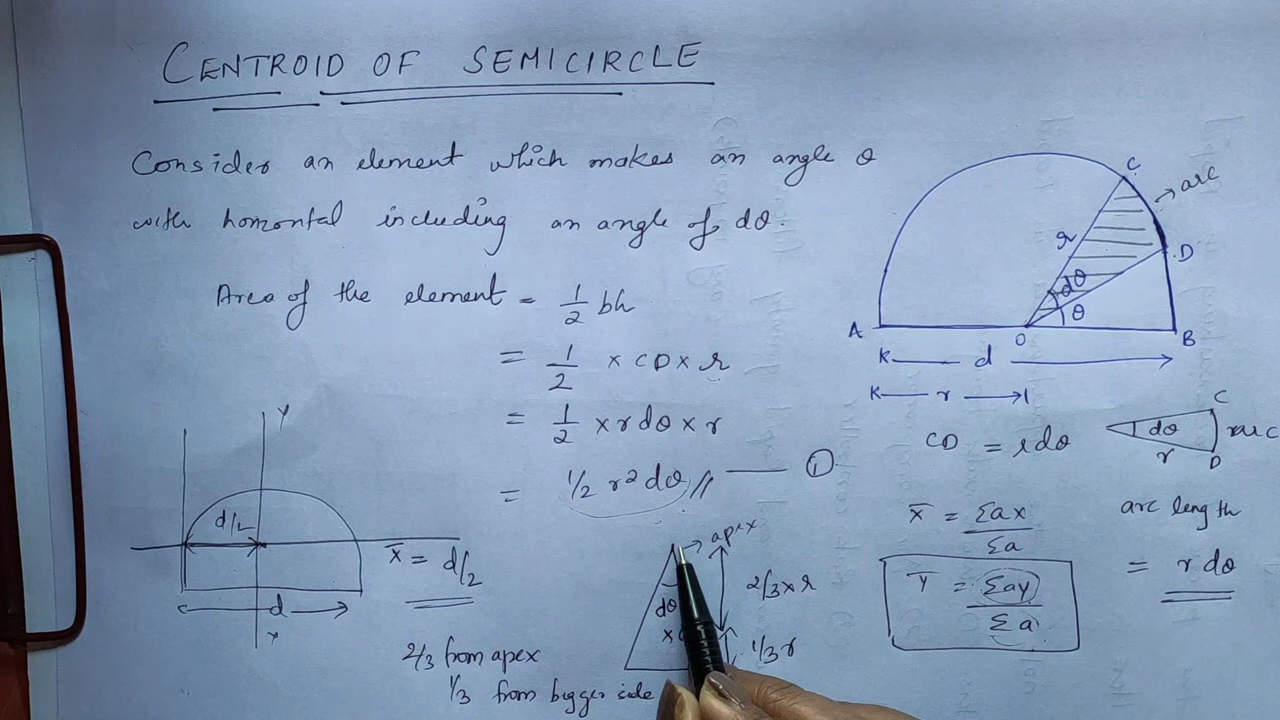 CENTROID OF SEMICIRCLE
Consider an element which makes an angle θ
with horizontal including an angle of dθ.
Area of the element = 1/2 bh
= 1/2 × CD × r
= 1/2 × r dθ × r
= 1/2 r² dθ // —— ①
C
→ arc
r
D
dθ
θ
A
O
B
d
r
CD = r dθ
C
dθ
arc
r
D
arc length
= r dθ
x̄ = Σax / Σa
Ȳ = Σay / Σa
Y
d/2
x̄ = d/2
d
x
→ apex
dθ
2/3 × r
1/3 r
2/3 from apex
1/3 from bigger side